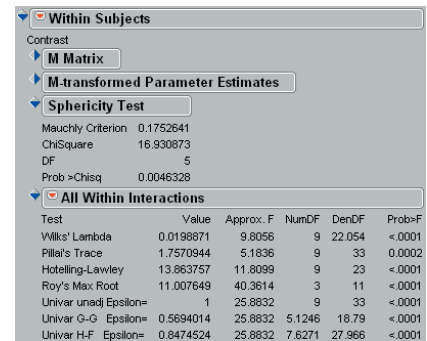 Within Subjects
Contrast
M Matrix
M-transformed Parameter Estimates
Sphericity Test
Mauchly Criterion 0.1752641
ChiSquare 16.930873
DF 5
Prob >Chisq 0.0046328
All Within Interactions
Test Value Approx. F NumDF DenDF Prob>F
Wilks' Lambda 0.0198871 9.8056 9 22.054 <.0001
Pillai's Trace 1.7570944 5.1836 9 33 0.0002
Hotelling-Lawley 13.863757 11.8099 9 23 <.0001
Roy's Max Root 11.007649 40.3614 3 11 <.0001
Univar unadj Epsilon= 1 25.8832 9 33 <.0001
Univar G-G Epsilon= 0.5694014 25.8832 5.1246 18.79 <.0001
Univar H-F Epsilon= 0.8474524 25.8832 7.6271 27.966 <.0001